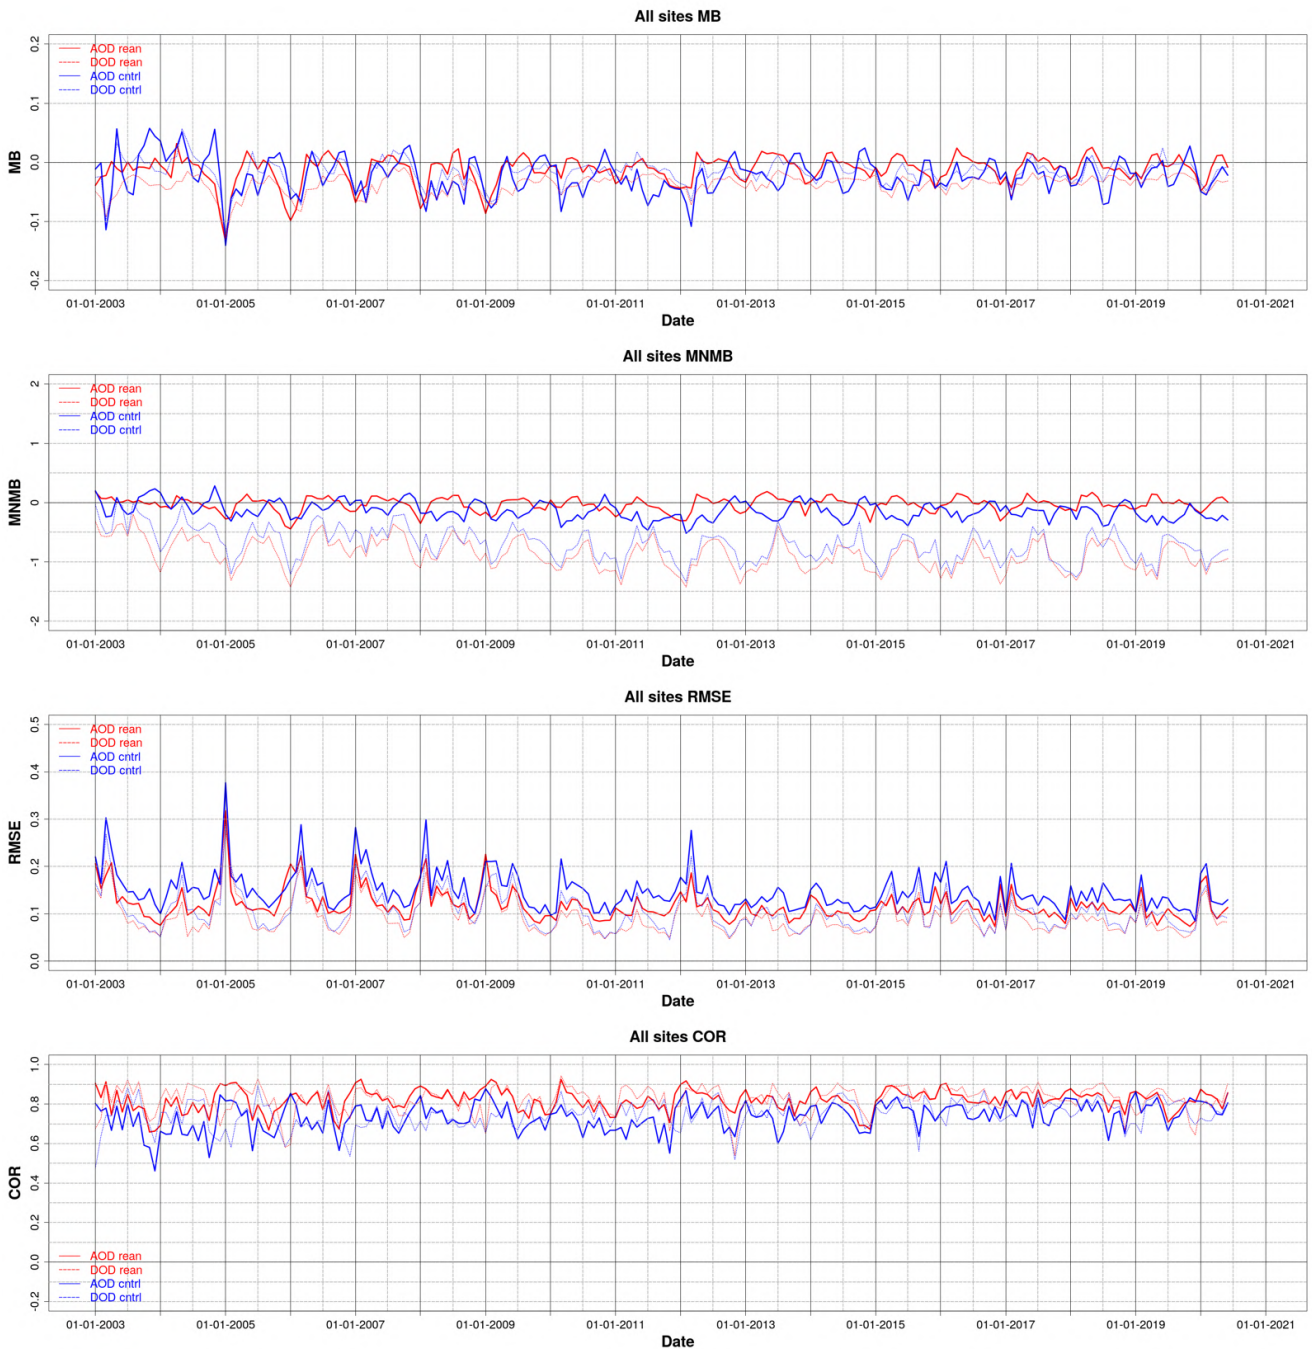 All sites MB
0.2
AOD rean
DOD rean
AOD cntrl
DOD cntrl
0.1
MB
0.0
-0.1
-0.2
01-01-2003 01-01-2005 01-01-2007 01-01-2009 01-01-2011 01-01-2013 01-01-2015 01-01-2017 01-01-2019 01-01-2021
Date
All sites MNMB
2
AOD rean
DOD rean
AOD cntrl
DOD cntrl
1
MNMB
0
-1
-2
01-01-2003 01-01-2005 01-01-2007 01-01-2009 01-01-2011 01-01-2013 01-01-2015 01-01-2017 01-01-2019 01-01-2021
Date
All sites RMSE
0.5
AOD rean
DOD rean
AOD cntrl
DOD cntrl
0.4
0.3
RMSE
0.2
0.1
0.0
01-01-2003 01-01-2005 01-01-2007 01-01-2009 01-01-2011 01-01-2013 01-01-2015 01-01-2017 01-01-2019 01-01-2021
Date
All sites COR
1.0
0.8
0.6
COR
0.4
0.2
0.0
AOD rean
DOD rean
AOD cntrl
DOD cntrl
-0.2
01-01-2003 01-01-2005 01-01-2007 01-01-2009 01-01-2011 01-01-2013 01-01-2015 01-01-2017 01-01-2019 01-01-2021
Date